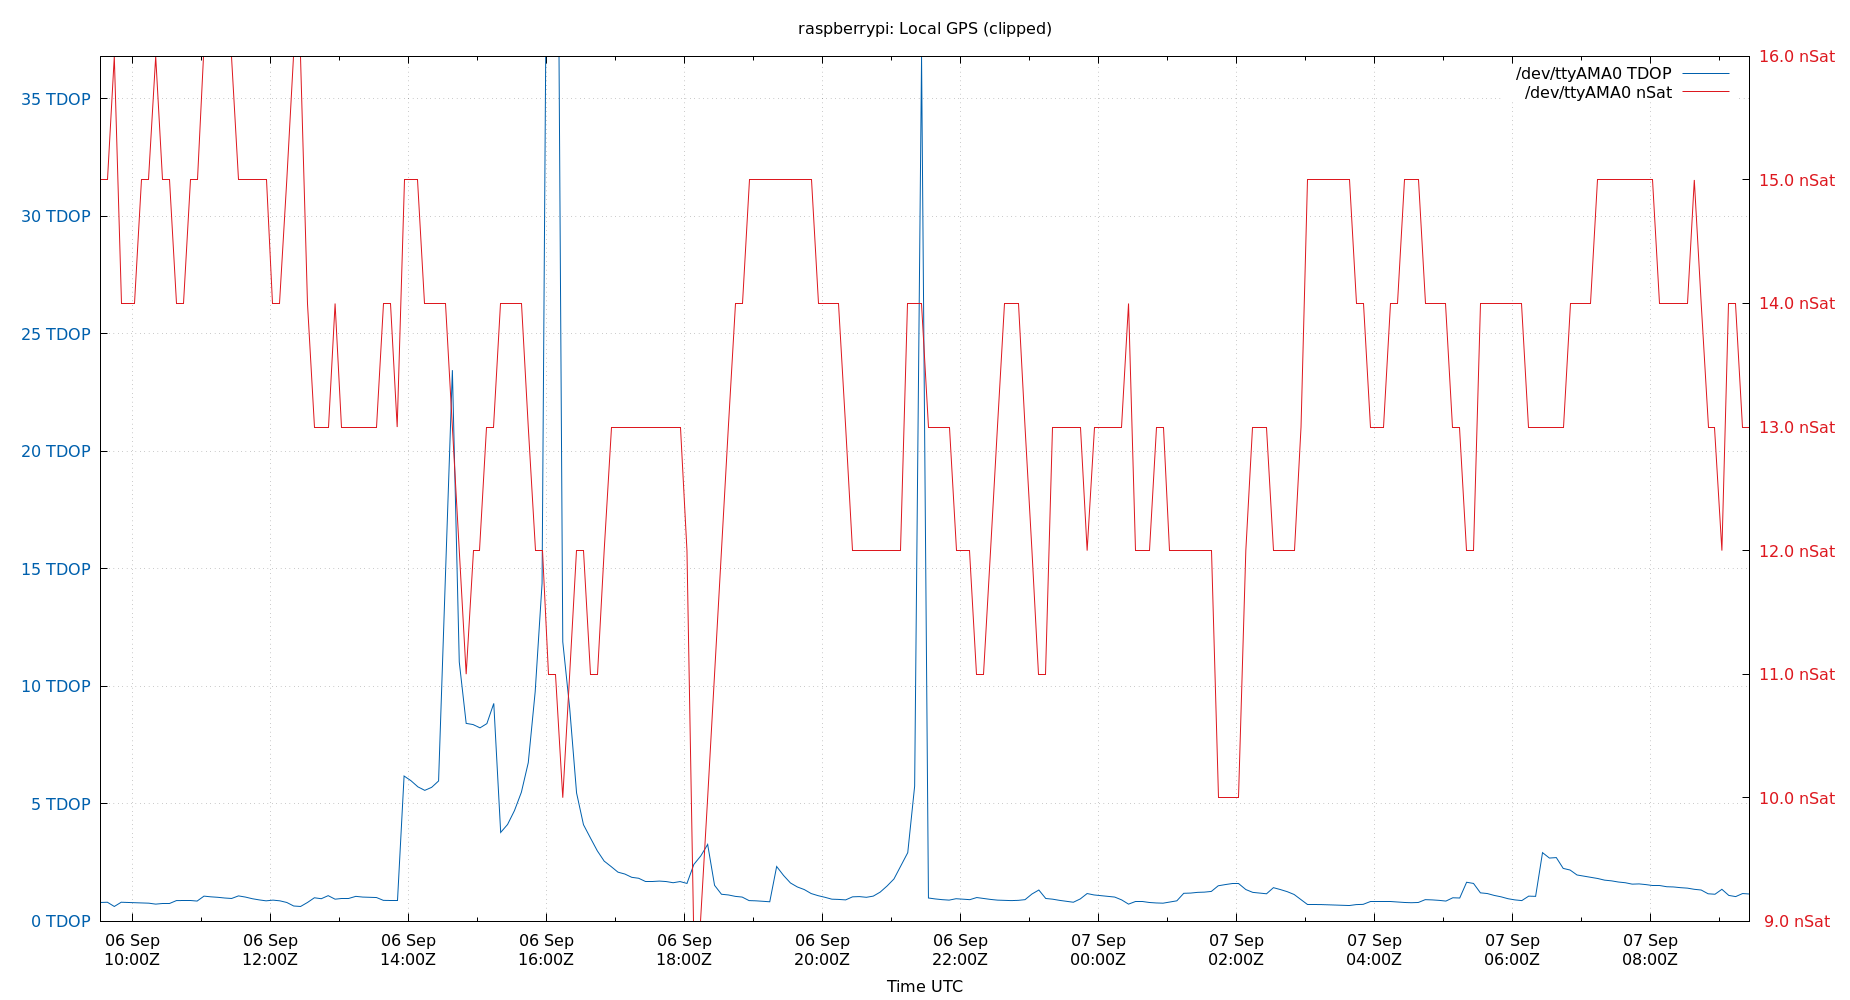 raspberrypi: Local GPS (clipped)
/dev/ttyAMA0 TDOP
/dev/ttyAMA0 nSat
35 TDOP
30 TDOP
25 TDOP
20 TDOP
15 TDOP
10 TDOP
5 TDOP
0 TDOP
16.0 nSat
15.0 nSat
14.0 nSat
13.0 nSat
12.0 nSat
11.0 nSat
10.0 nSat
9.0 nSat
06 Sep
10:00Z
06 Sep
12:00Z
06 Sep
14:00Z
06 Sep
16:00Z
06 Sep
18:00Z
06 Sep
20:00Z
06 Sep
22:00Z
07 Sep
00:00Z
07 Sep
02:00Z
07 Sep
04:00Z
07 Sep
06:00Z
07 Sep
08:00Z
Time UTC